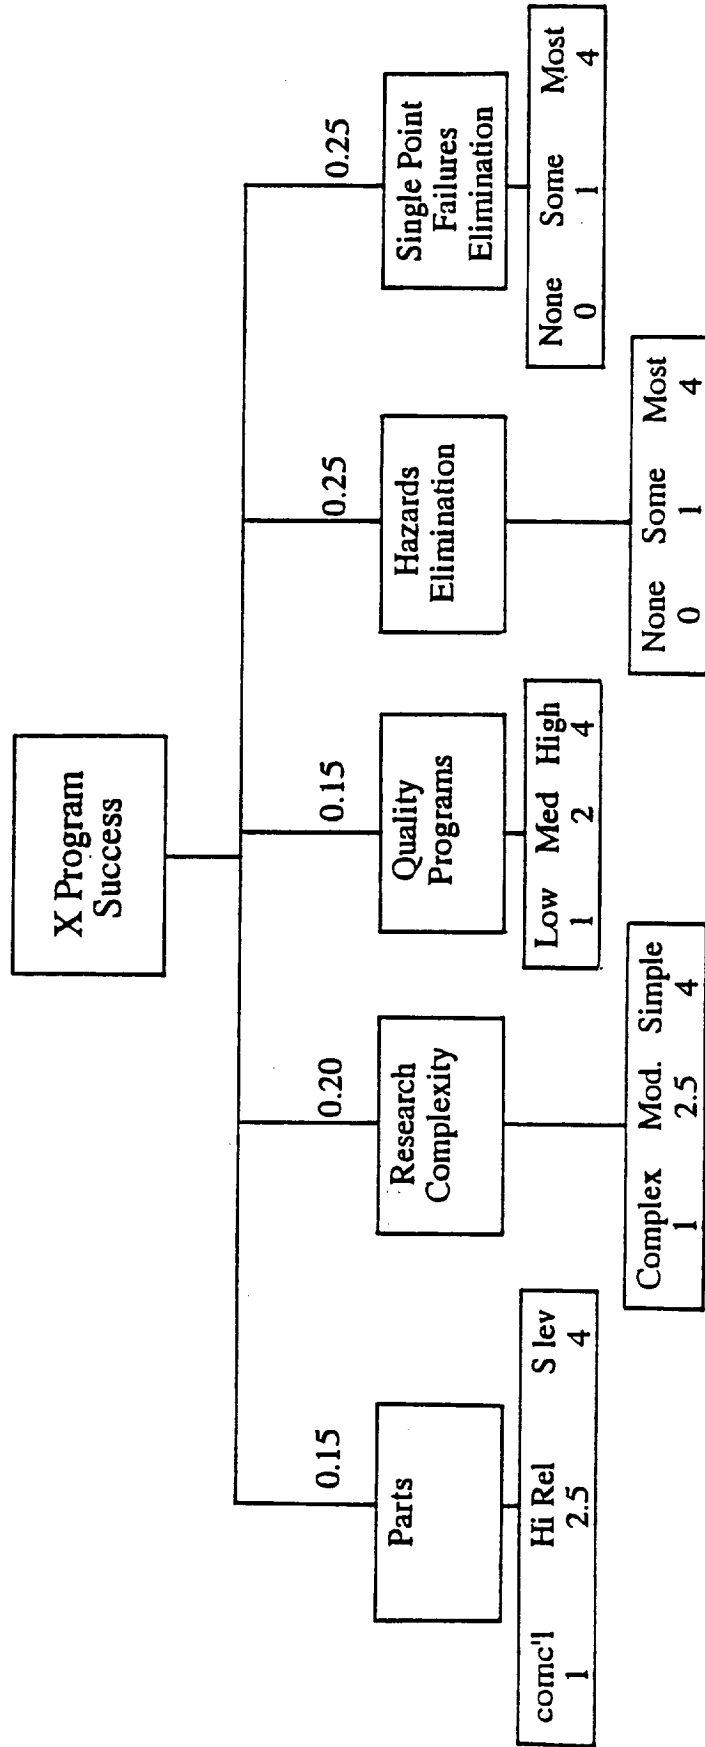 X Program
Success
0.15
0.20
0.15
0.25
0.25
Parts
Research
Complexity
Quality
Programs
Hazards
Elimination
Single Point
Failures
Elimination
comc'l Hi Rel S lev
1 2.5 4
Complex Mod. Simple
1 2.5 4
Low Med High
1 2 4
None Some Most
0 1 4
None Some Most
0 1 4